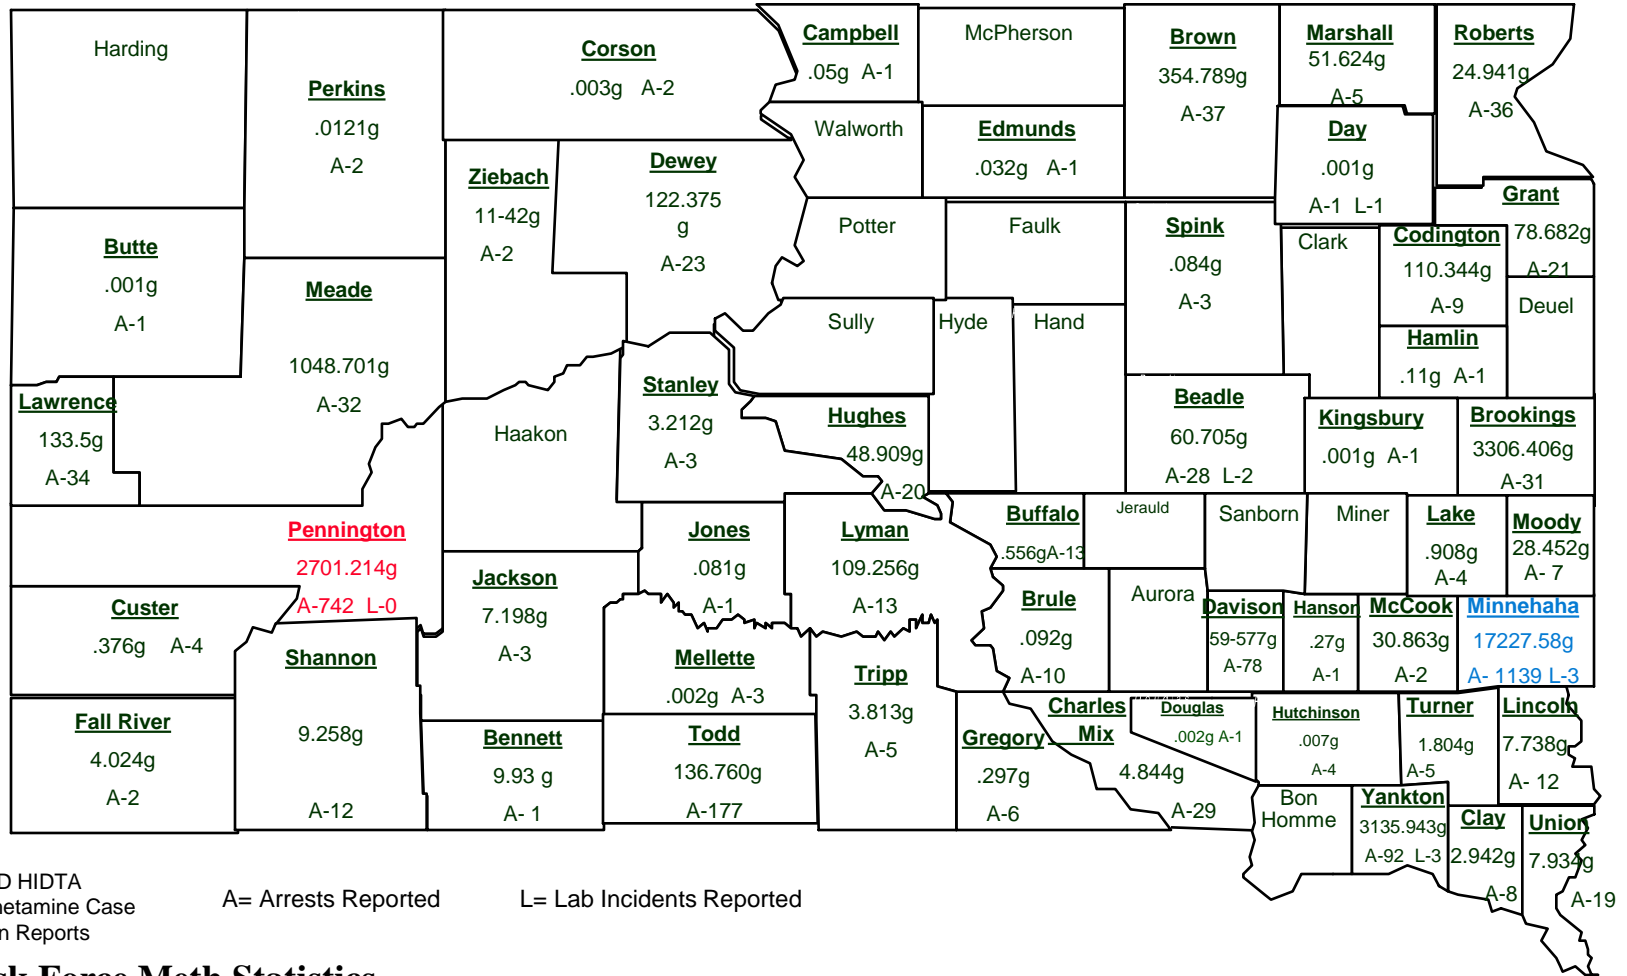 Harding
Perkins
.0121g
A-2
Corson
.003g A-2
Campbell
.05g A-1
McPherson
Brown
354.789g
A-37
Marshall
51.624g
A-5
Roberts
24.941g
A-36
Walworth
Edmunds
.032g A-1
Day
.001g
A-1 L-1
Ziebach
11-42g
A-2
Dewey
122.375
g
A-23
Grant
78.682g
A-21
Butte
.001g
A-1
Meade
1048.701g
A-32
Potter
Faulk
Spink
.084g
A-3
Clark
Codington
110.344g
A-9
Deuel
Sully
Hyde
Hand
Hamlin
.11g A-1
Lawrence
133.5g
A-34
Haakon
Stanley
3.212g
A-3
Hughes
48.909g
A-20
Beadle
60.705g
A-28 L-2
Kingsbury
.001g A-1
Brookings
3306.406g
A-31
Pennington
2701.214g
A-742 L-0
Jackson
7.198g
A-3
Jones
.081g
A-1
Lyman
109.256g
A-13
Buffalo
.556gA-13
Jerauld
Sanborn
Miner
Lake
.908g
A-4
Moody
28.452g
A- 7
Custer
.376g A-4
Shannon
9.258g
A-12
Mellette
.002g A-3
Tripp
3.813g
A-5
Brule
.092g
A-10
Aurora
Davison
59-577g
A-78
Hanson
.27g
A-1
McCook
30.863g
A-2
Minnehaha
17227.58g
A- 1139 L-3
Fall River
4.024g
A-2
Bennett
9.93 g
A- 1
Todd
136.760g
A-177
Gregory
.297g
A-6
Charles
Mix
4.844g
A-29
Douglas
.002g A-1
Hutchinson
.007g
A-4
Turner
1.804g
A-5
Lincoln
7.738g
A- 12
Bon
Homme
Yankton
3135.943g
A-92 L-3
Clay
2.942g
A-8
Union
7.934g
A-19
D HIDTA
etamine Case
n Reports
A= Arrests Reported
L= Lab Incidents Reported
sk Force Meth Statistics